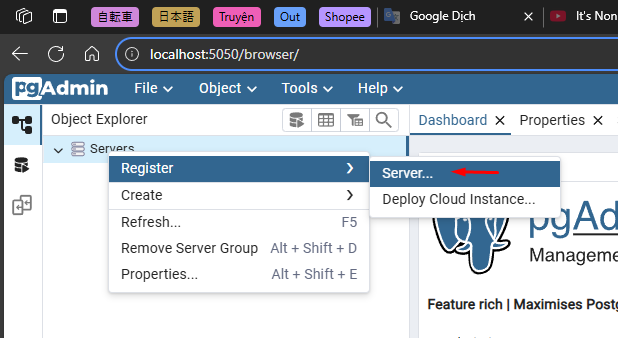 自転車 日本語 Truyện Out Shopee Google Dịch It's Non
localhost:5050/browser/
pgAdmin File Object Tools Help
Object Explorer Dashboard Properties
Servers
Register Server...
Create Deploy Cloud Instance...
Refresh... F5
Remove Server Group Alt + Shift + D
Properties... Alt + Shift + E
pgAd
Management
Feature rich | Maximises Postg